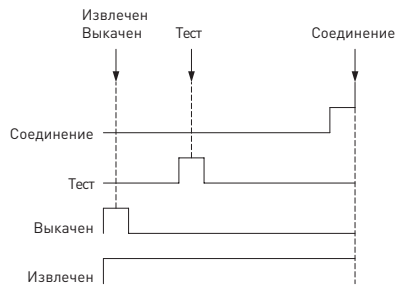 Извлечен
Выкачен
Тест
Соединение
Соединение
Тест
Выкачен
Извлечен